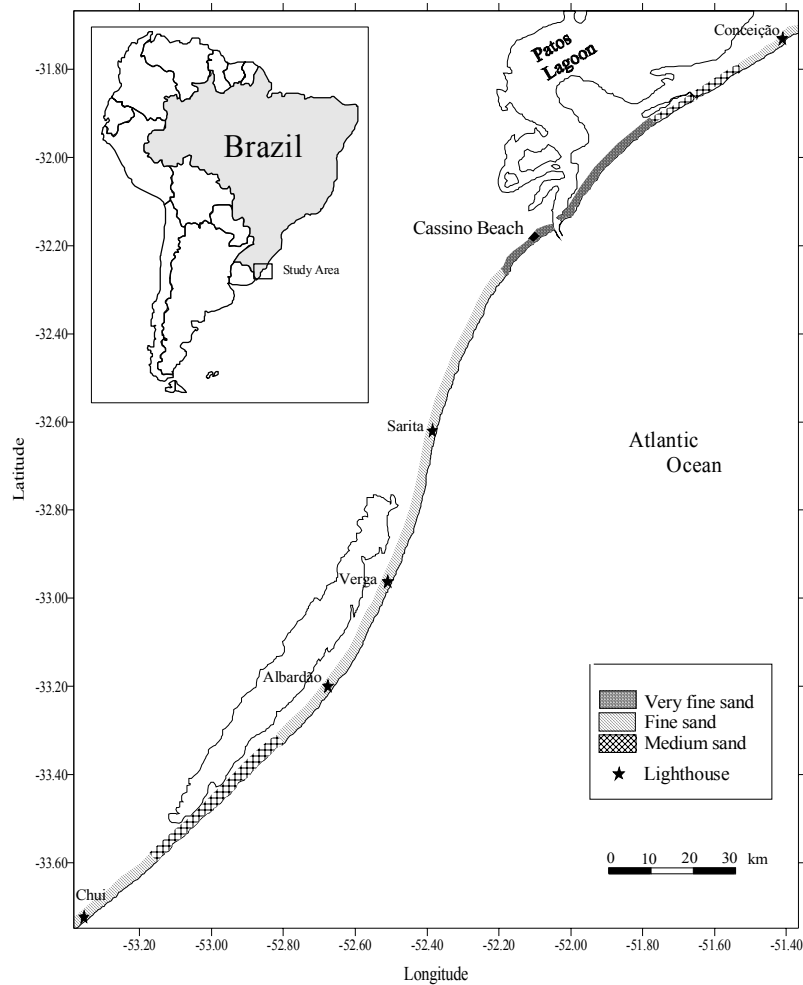 Conceição
Patos
Lagoon
-31.80
-32.00
Brazil
Cassino Beach
-32.20
Study Area
-32.40
Sarita
-32.60
Atlantic
Ocean
Latitude
-32.80
Verga
-33.00
Albardão
-33.20
Very fine sand
Fine sand
Medium sand
Lighthouse
-33.40
-33.60
0 10 20 30 km
Chui
-53.20 -53.00 -52.80 -52.60 -52.40 -52.20 -52.00 -51.80 -51.60 -51.40
Longitude